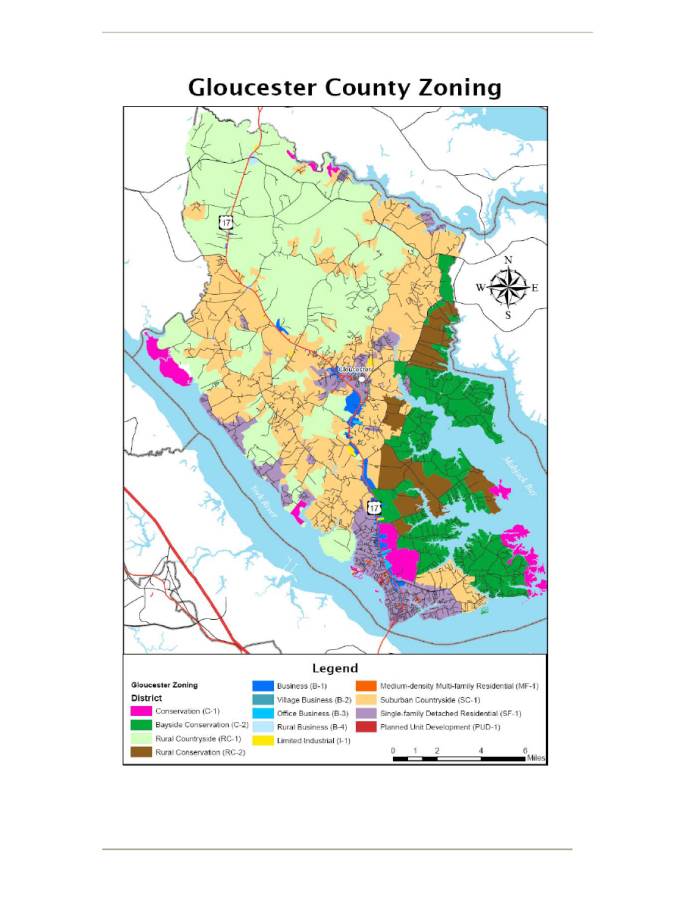 Gloucester County Zoning
17
N
W E
S
Gloucester
Mobjack Bay
York River
17
Legend
Gloucester Zoning
District
Conservation (C-1)
Bayside Conservation (C-2)
Rural Countryside (RC-1)
Rural Conservation (RC-2)
Business (B-1)
Village Business (B-2)
Office Business (B-3)
Rural Business (B-4)
Limited Industrial (I-1)
Medium-density Multi-family Residential (MF-1)
Suburban Countryside (SC-1)
Single-family Detached Residential (SF-1)
Planned Unit Development (PUD-1)
0 1 2 4 6
Miles